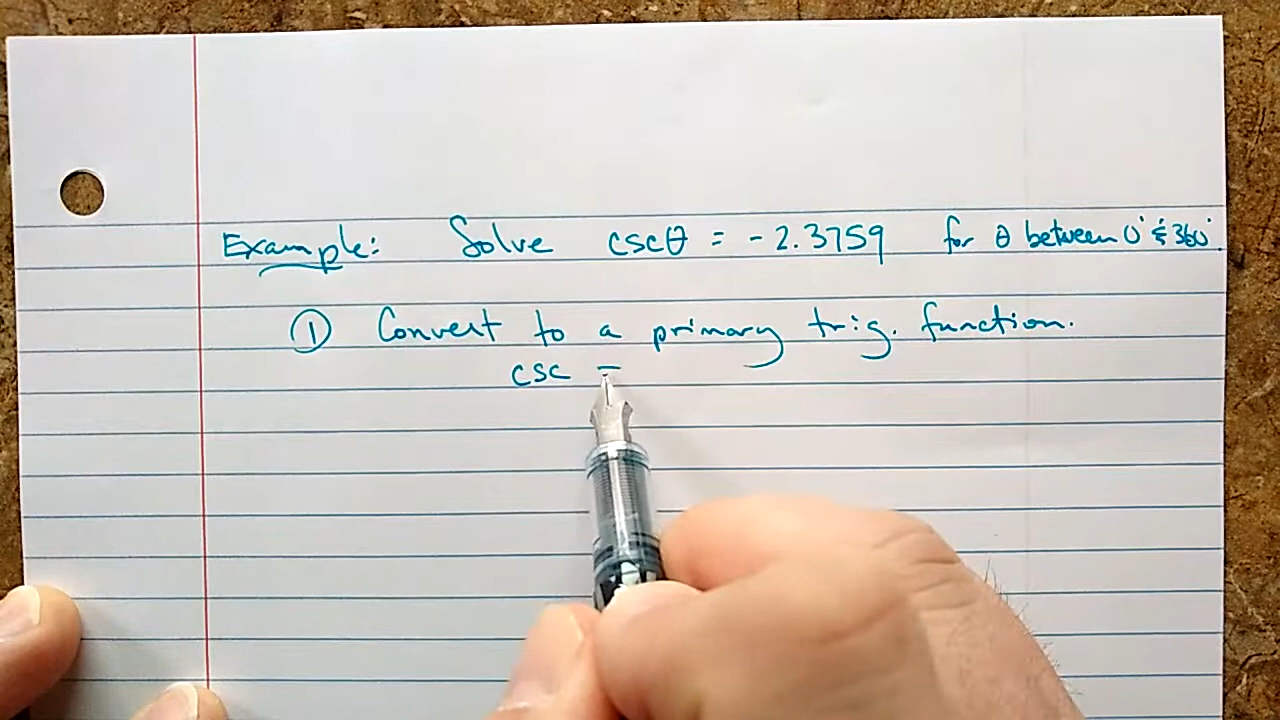 Example: Solve cscθ = -2.3759 for θ between 0° & 360°.
① Convert to a primary trig. function.
csc =